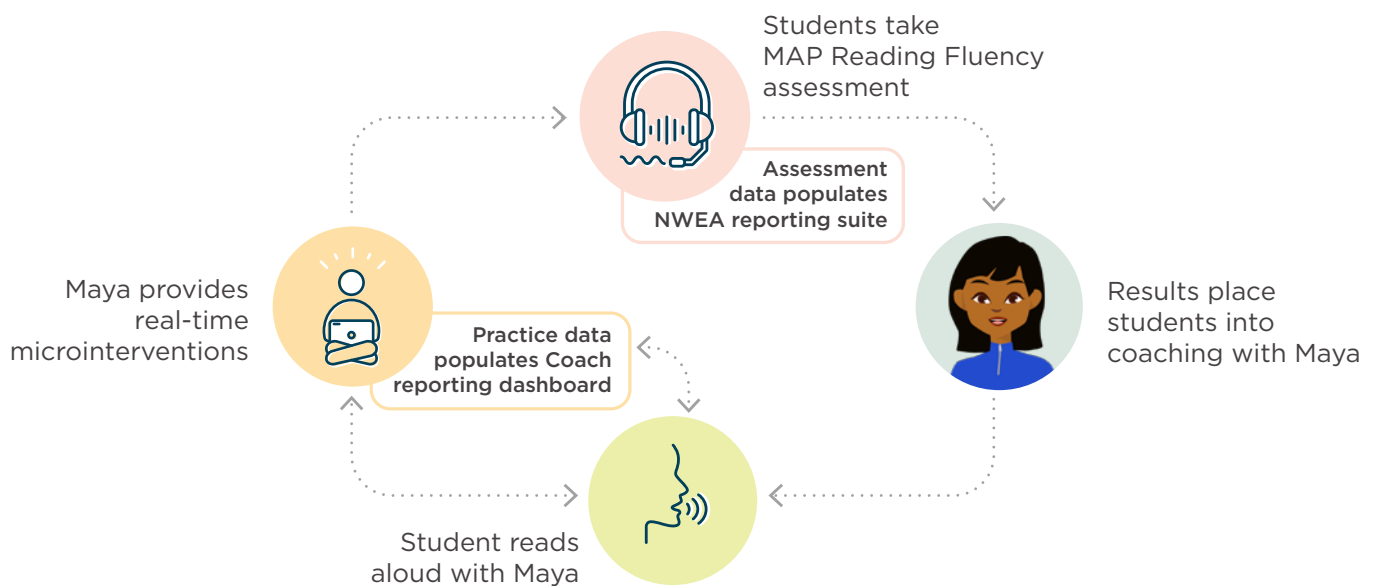 Students take
MAP Reading Fluency
assessment
Assessment
data populates
NWEA reporting suite
Results place
students into
coaching with Maya
Maya provides
real-time
microinterventions
Practice data
populates Coach
reporting dashboard
Student reads
aloud with Maya